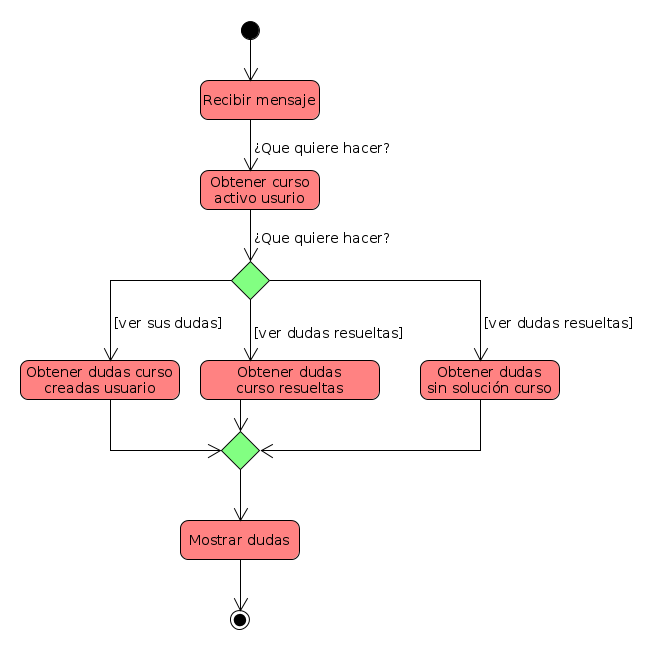 Recibir mensaje
¿Que quiere hacer?
Obtener curso
activo usurio
¿Que quiere hacer?
[ver sus dudas]
[ver dudas resueltas]
[ver dudas resueltas]
Obtener dudas curso
creadas usuario
Obtener dudas
curso resueltas
Obtener dudas
sin solución curso
Mostrar dudas